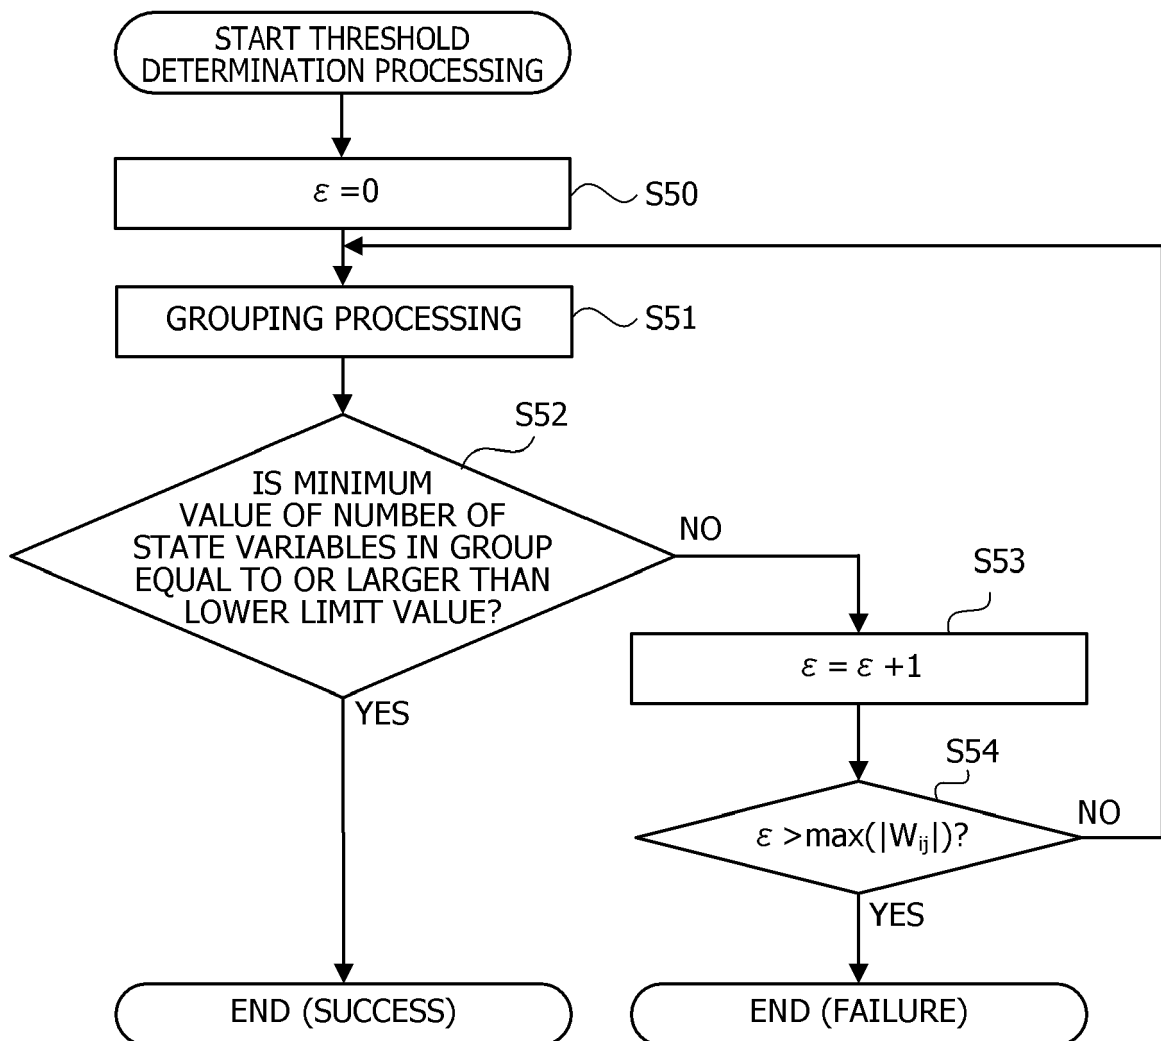 START THRESHOLD
DETERMINATION PROCESSING
ε=0
S50
GROUPING PROCESSING
S51
S52
IS MINIMUM
VALUE OF NUMBER OF
STATE VARIABLES IN GROUP
EQUAL TO OR LARGER THAN
LOWER LIMIT VALUE?
NO
YES
S53
ε = ε +1
S54
ε >max(|Wij|)?
NO
YES
END (SUCCESS)
END (FAILURE)